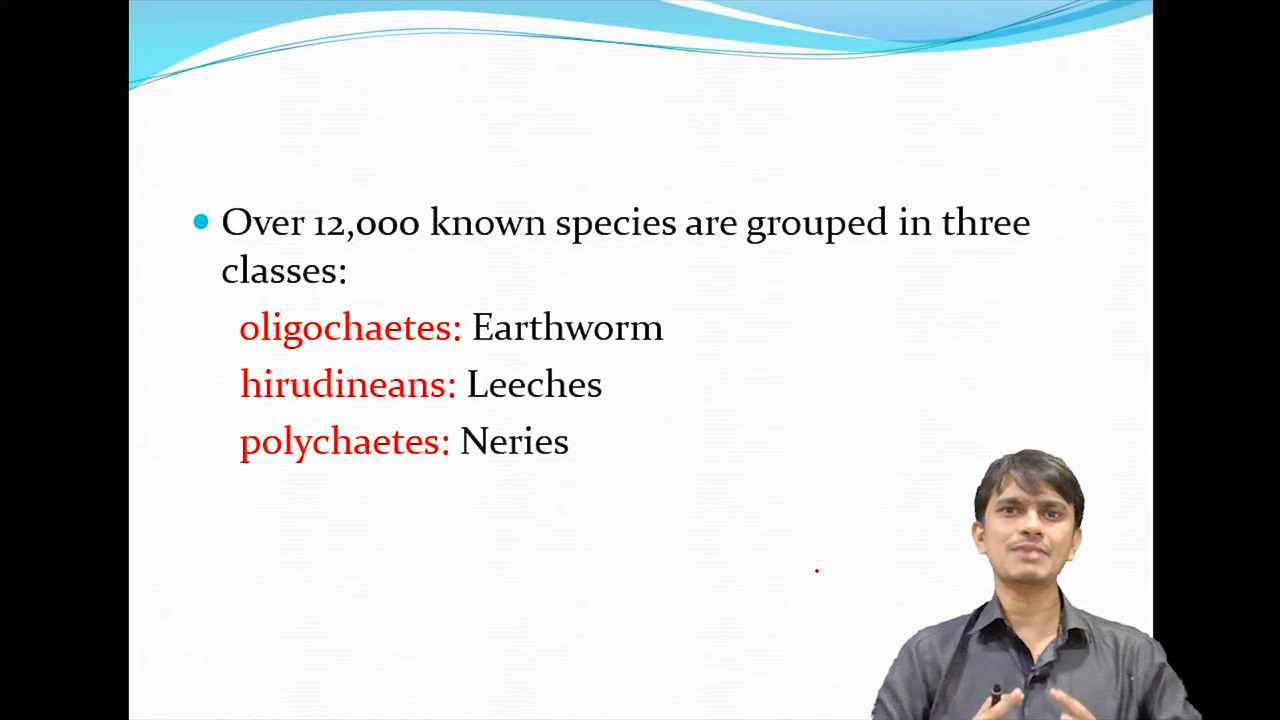 Over 12,000 known species are grouped in three
classes:
oligochaetes: Earthworm
hirudineans: Leeches
polychaetes: Neries